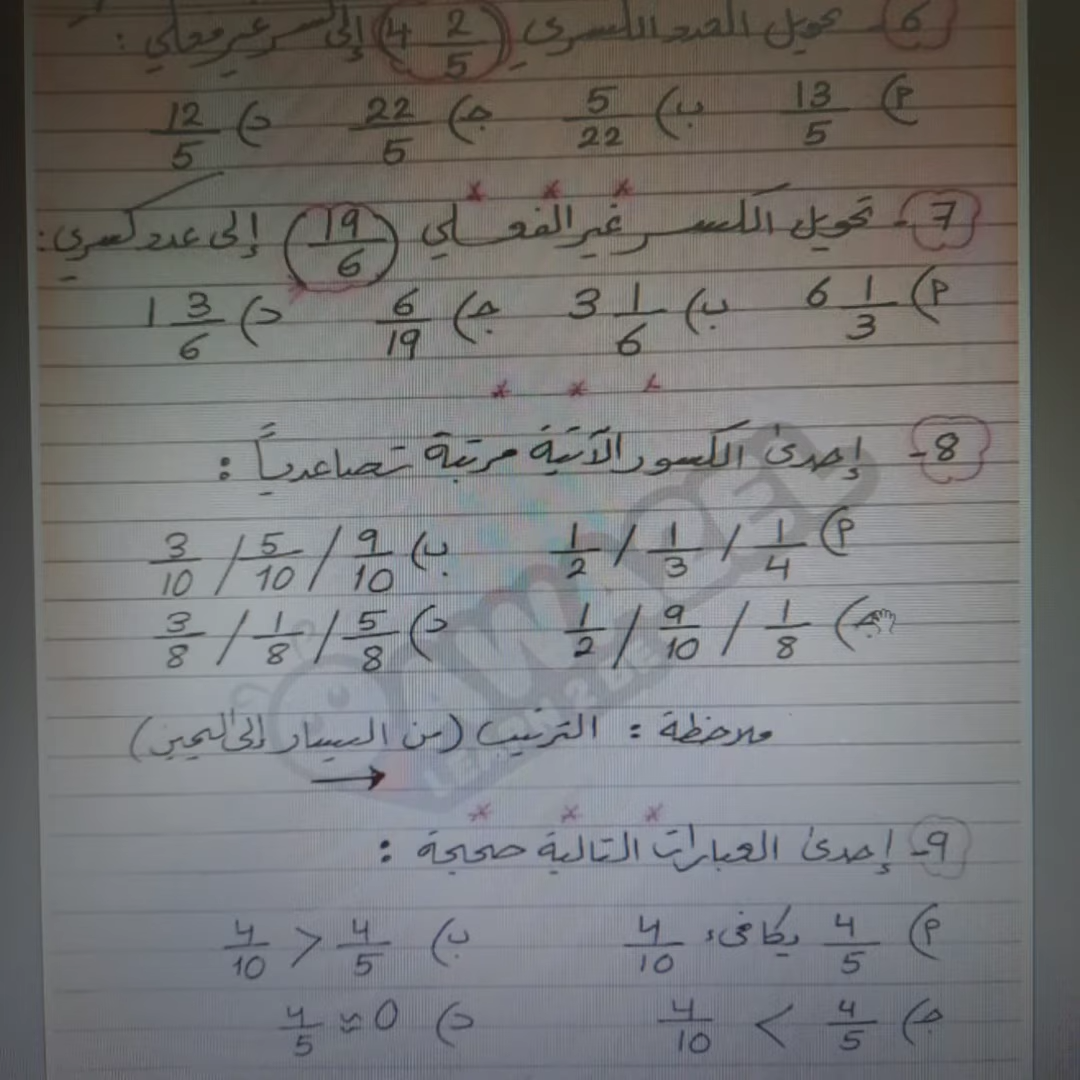 6- تحويل العدد الكسري (4 2/5) إلى كسر غير فعلي :
أ) 13/5 ب) 5/22 جـ) 22/5 د) 12/5
7- تحويل الكسر غير الفعلي (19/6) إلى عدد كسري :
أ) 6 1/3 ب) 3 1/6 جـ) 6/19 د) 1 3/6
8- إحدى الكسور الآتية مرتبة تصاعدياً :
أ) 1/2 / 1/3 / 1/4 ب) 3/10 / 5/10 / 9/10
جـ) 1/2 / 9/10 / 1/8 د) 3/8 / 1/8 / 5/8
ملاحظة : الترتيب (من اليسار إلى اليمين)
9- إحدى العبارات التالية صحيحة :
أ) 4/5 يكافئ 4/10 ب) 4/10 > 4/5
جـ) 4/10 < 4/5 د) 4/5 ≈ 0